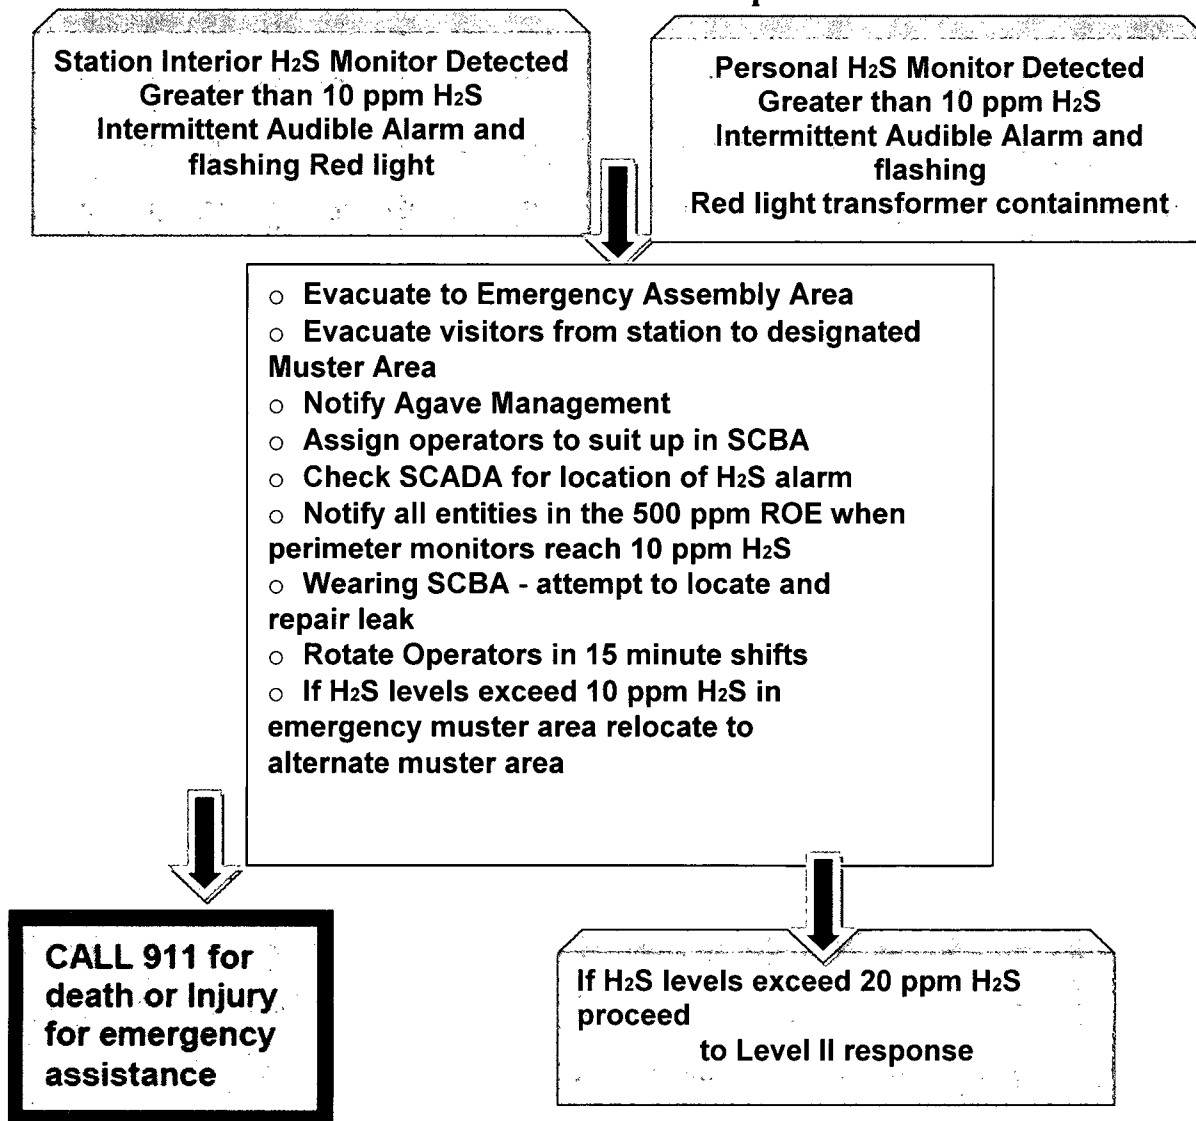 Station Interior H2S Monitor Detected
Greater than 10 ppm H2S
Intermittent Audible Alarm and
flashing Red light
Personal H2S Monitor Detected
Greater than 10 ppm H2S
Intermittent Audible Alarm and
flashing
Red light transformer containment
○ Evacuate to Emergency Assembly Area
○ Evacuate visitors from station to designated
Muster Area
○ Notify Agave Management
○ Assign operators to suit up in SCBA
○ Check SCADA for location of H2S alarm
○ Notify all entities in the 500 ppm ROE when
perimeter monitors reach 10 ppm H2S
○ Wearing SCBA - attempt to locate and
repair leak
○ Rotate Operators in 15 minute shifts
○ If H2S levels exceed 10 ppm H2S in
emergency muster area relocate to
alternate muster area
CALL 911 for
death or Injury
for emergency
assistance
If H2S levels exceed 20 ppm H2S
proceed
to Level II response